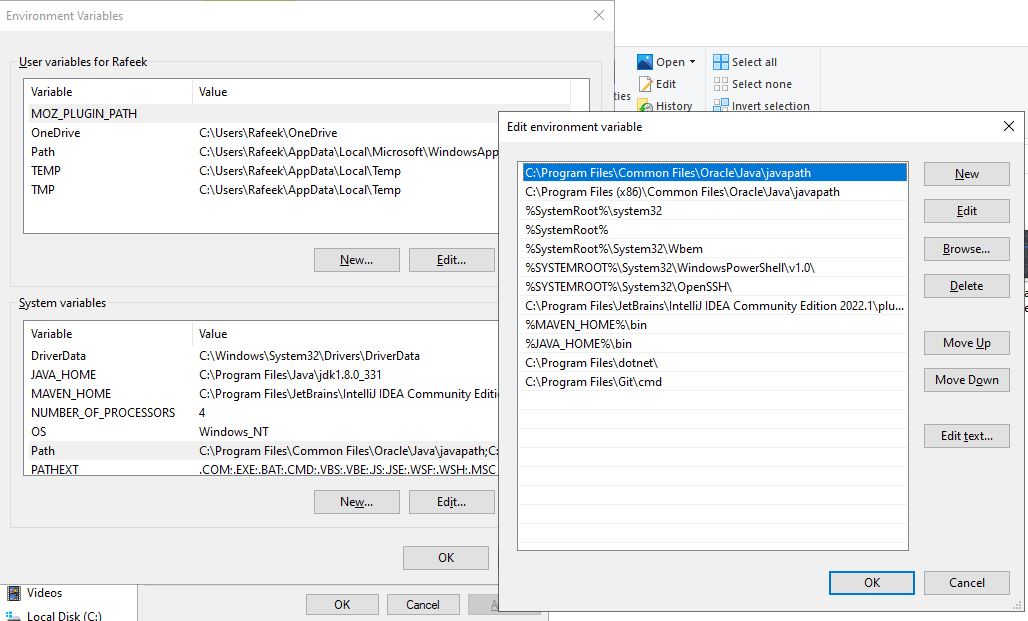 Environment Variables
User variables for Rafeek
Variable Value
MOZ_PLUGIN_PATH
OneDrive C:\Users\Rafeek\OneDrive
Path C:\Users\Rafeek\AppData\Local\Microsoft\WindowsApp
TEMP C:\Users\Rafeek\AppData\Local\Temp
TMP C:\Users\Rafeek\AppData\Local\Temp
New... Edit...
System variables
Variable Value
DriverData C:\Windows\System32\Drivers\DriverData
JAVA_HOME C:\Program Files\Java\jdk1.8.0_331
MAVEN_HOME C:\Program Files\JetBrains\IntelliJ IDEA Community Editi
NUMBER_OF_PROCESSORS 4
OS Windows_NT
Path C:\Program Files\Common Files\Oracle\Java\javapath;C:
PATHEXT .COM;.EXE;.BAT;.CMD;.VBS;.VBE;.JS;.JSE;.WSF;.WSH;.MSC
New... Edit...
OK
Videos
Local Disk (C:)
OK Cancel
Open Select all
Edit Select none
ties History Invert selection
Edit environment variable
C:\Program Files\Common Files\Oracle\Java\javapath
C:\Program Files (x86)\Common Files\Oracle\Java\javapath
%SystemRoot%\system32
%SystemRoot%
%SystemRoot%\System32\Wbem
%SYSTEMROOT%\System32\WindowsPowerShell\v1.0\
%SYSTEMROOT%\System32\OpenSSH\
C:\Program Files\JetBrains\IntelliJ IDEA Community Edition 2022.1\plu...
%MAVEN_HOME%\bin
%JAVA_HOME%\bin
C:\Program Files\dotnet\
C:\Program Files\Git\cmd
New
Edit
Browse...
Delete
Move Up
Move Down
Edit text...
OK Cancel